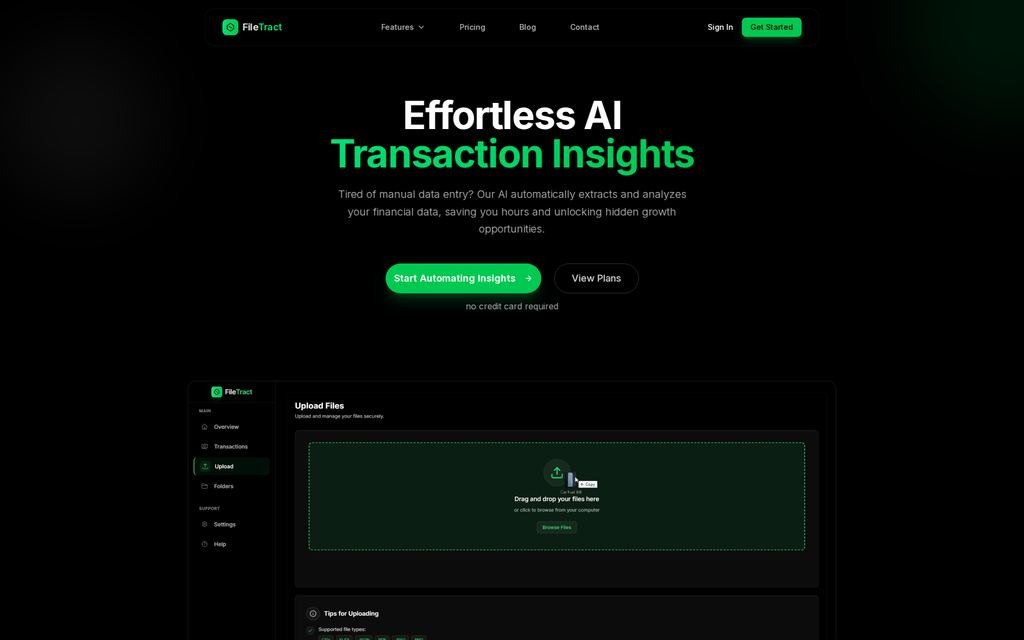 FileTract
Features
Pricing
Blog
Contact
Sign In
Get Started
Effortless AI
Transaction Insights
Tired of manual data entry? Our AI automatically extracts and analyzes
your financial data, saving you hours and unlocking hidden growth
opportunities.
Start Automating Insights →
View Plans
no credit card required
FileTract
MAIN
Overview
Transactions
Upload
Folders
SUPPORT
Settings
Help
Upload Files
Upload and manage your files securely.
Copy
Drag and drop your files here
or click to browse from your computer
Browse Files
Tips for Uploading
Supported file types: